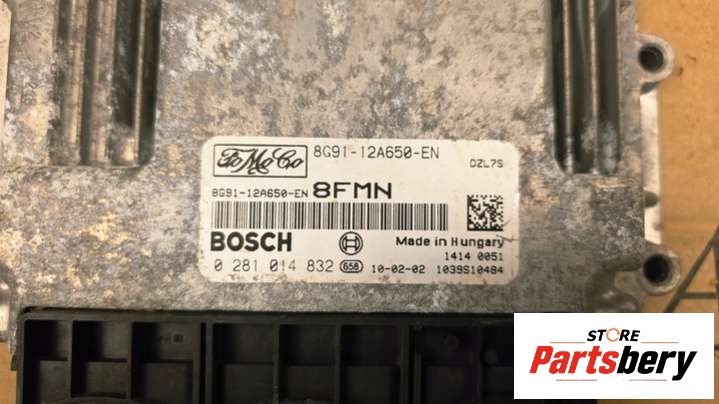 FoMoCo 8G91-12A650-EN DZL7S
8G91-12A650-EN 8FMN
BOSCH Made in Hungary
1414 0051
0 281 014 832 658 10-02-02 1039S10484
STORE
Partsbery